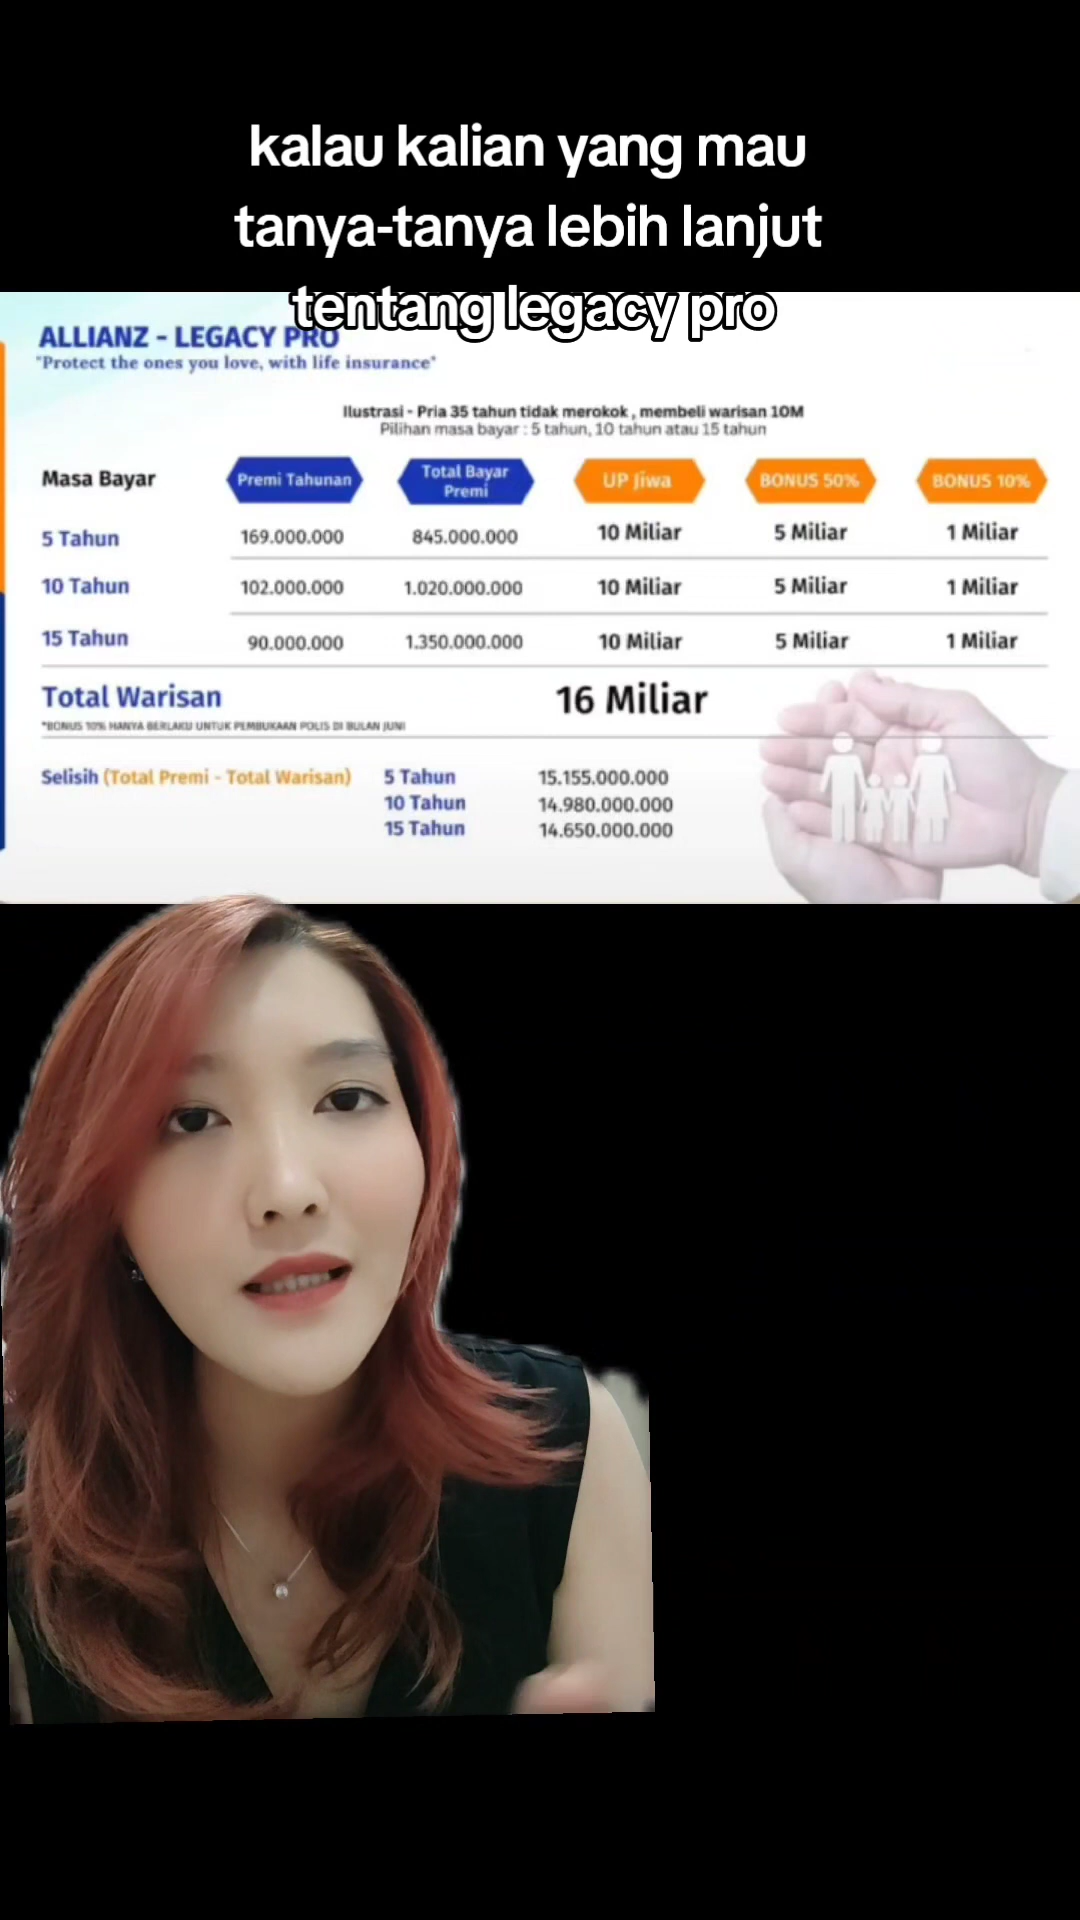 kalau kalian yang mau
tanya-tanya lebih lanjut
tentang legacy pro
ALLIANZ - LEGACY PRO
"Protect the ones you love, with life insurance"
Ilustrasi - Pria 35 tahun tidak merokok , membeli warisan 10M
Pilihan masa bayar : 5 tahun, 10 tahun atau 15 tahun
Masa Bayar Premi Tahunan Total Bayar Premi UP Jiwa BONUS 50% BONUS 10%
5 Tahun 169.000.000 845.000.000 10 Miliar 5 Miliar 1 Miliar
10 Tahun 102.000.000 1.020.000.000 10 Miliar 5 Miliar 1 Miliar
15 Tahun 90.000.000 1.350.000.000 10 Miliar 5 Miliar 1 Miliar
Total Warisan 16 Miliar
*BONUS 10% HANYA BERLAKU UNTUK PEMBUKAAN POLIS DI BULAN JUNI
Selisih (Total Premi - Total Warisan) 5 Tahun 15.155.000.000
10 Tahun 14.980.000.000
15 Tahun 14.650.000.000